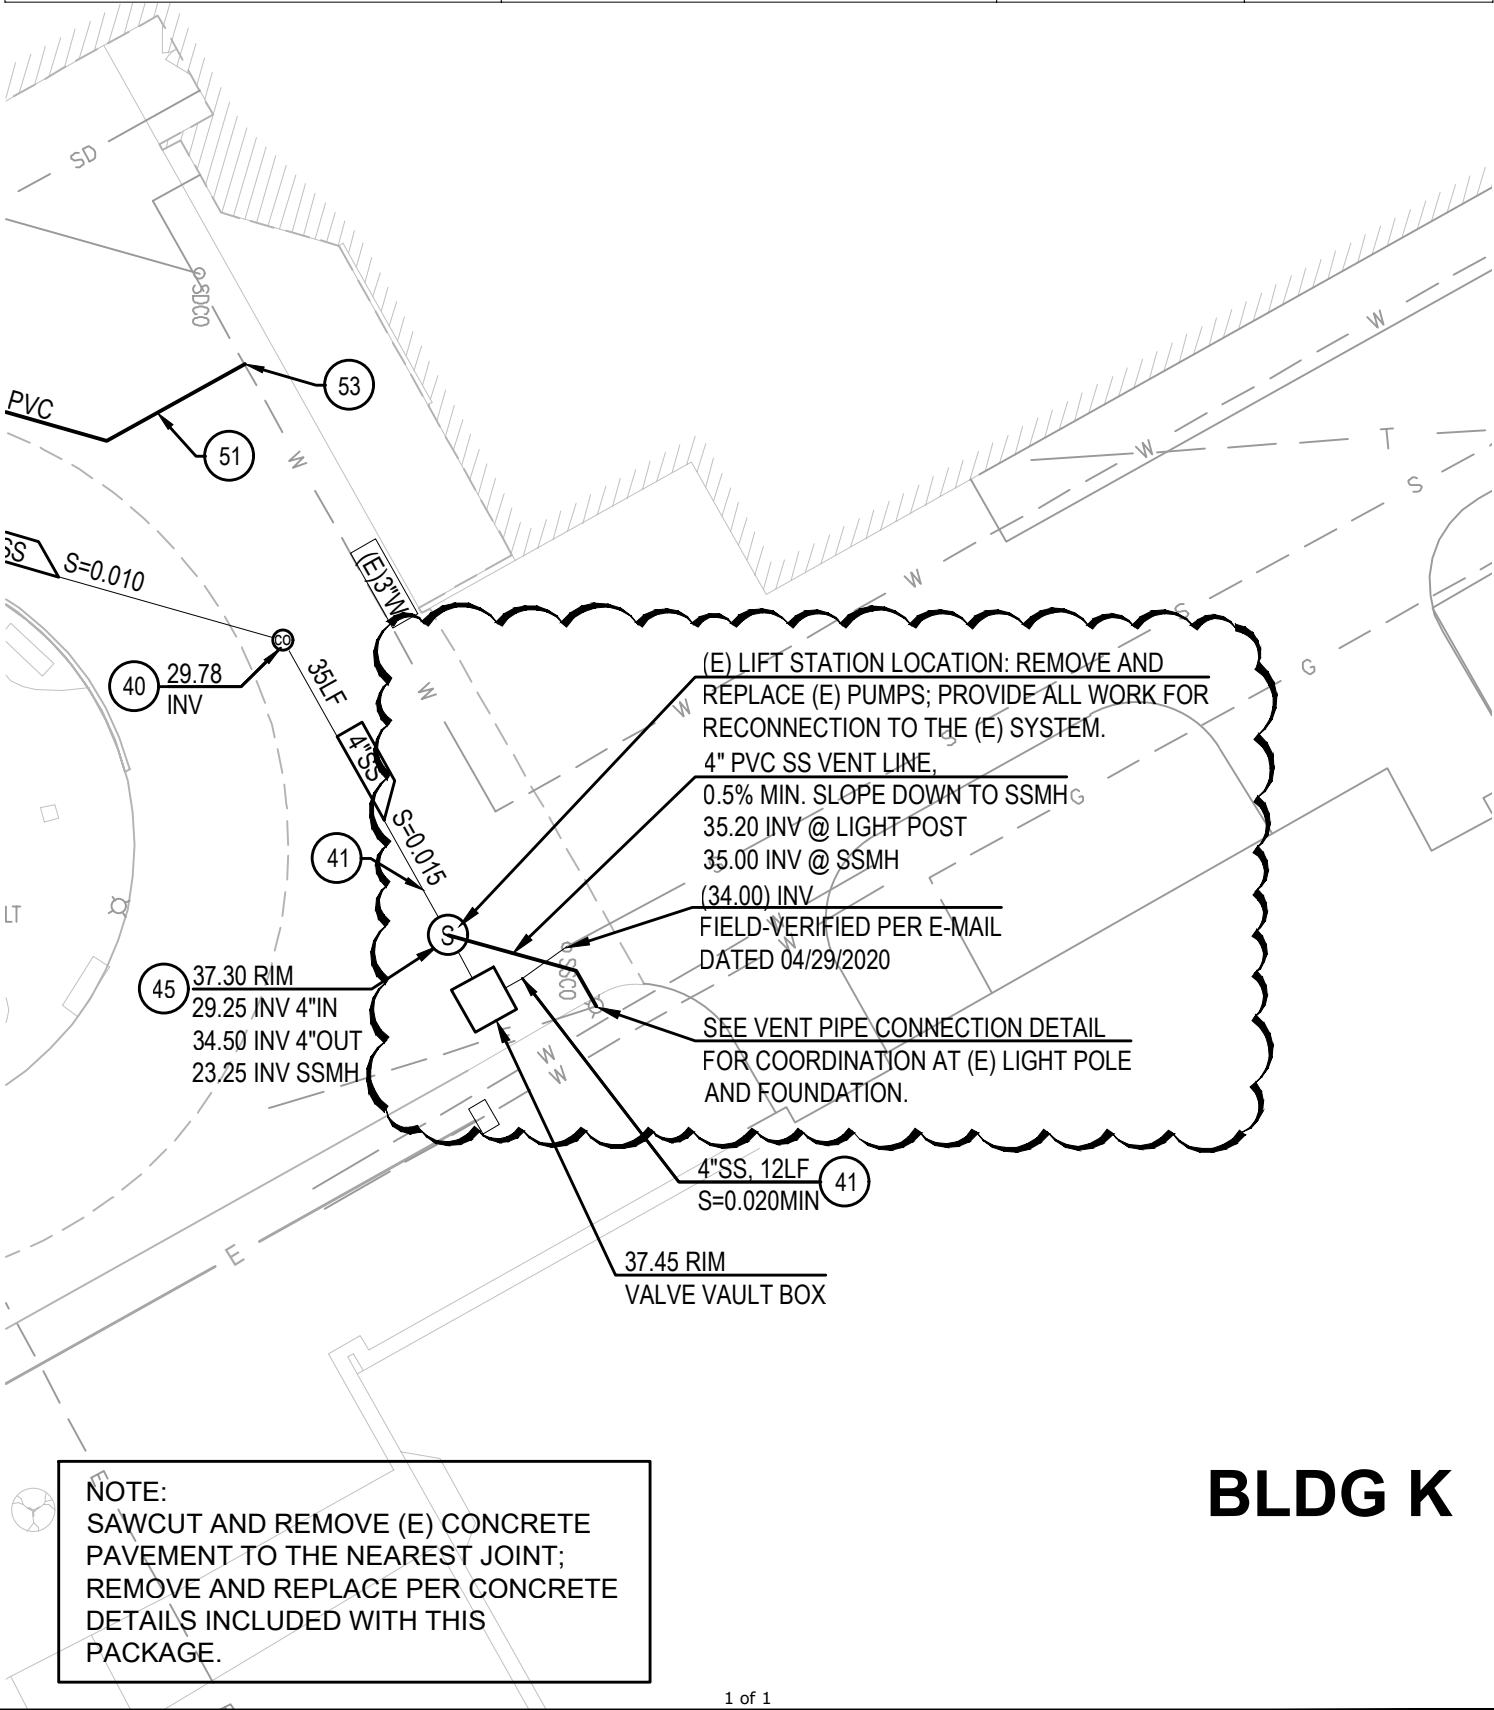 SD
SDCO
W
53
PVC
51
W
W
W
T
S
SS
S=0.010
(E)3"W
W
W
S
G
CO
40
29.78
INV
35LF
4"SS
S=0.015
W
W
(E) LIFT STATION LOCATION: REMOVE AND
REPLACE (E) PUMPS; PROVIDE ALL WORK FOR
RECONNECTION TO THE (E) SYSTEM.
S
4" PVC SS VENT LINE,
0.5% MIN. SLOPE DOWN TO SSMH
35.20 INV @ LIGHT POST
35.00 INV @ SSMH
G
S
41
(34.00) INV
FIELD-VERIFIED PER E-MAIL
DATED 04/29/2020
W
W
LT
S
SSCO
45
37.30 RIM
29.25 INV 4"IN
34.50 INV 4"OUT
23.25 INV SSMH
SEE VENT PIPE CONNECTION DETAIL
FOR COORDINATION AT (E) LIGHT POLE
AND FOUNDATION.
W
W
4"SS, 12LF
S=0.020MIN
41
E
37.45 RIM
VALVE VAULT BOX
E
NOTE:
SAWCUT AND REMOVE (E) CONCRETE
PAVEMENT TO THE NEAREST JOINT;
REMOVE AND REPLACE PER CONCRETE
DETAILS INCLUDED WITH THIS
PACKAGE.
BLDG K
1 of 1